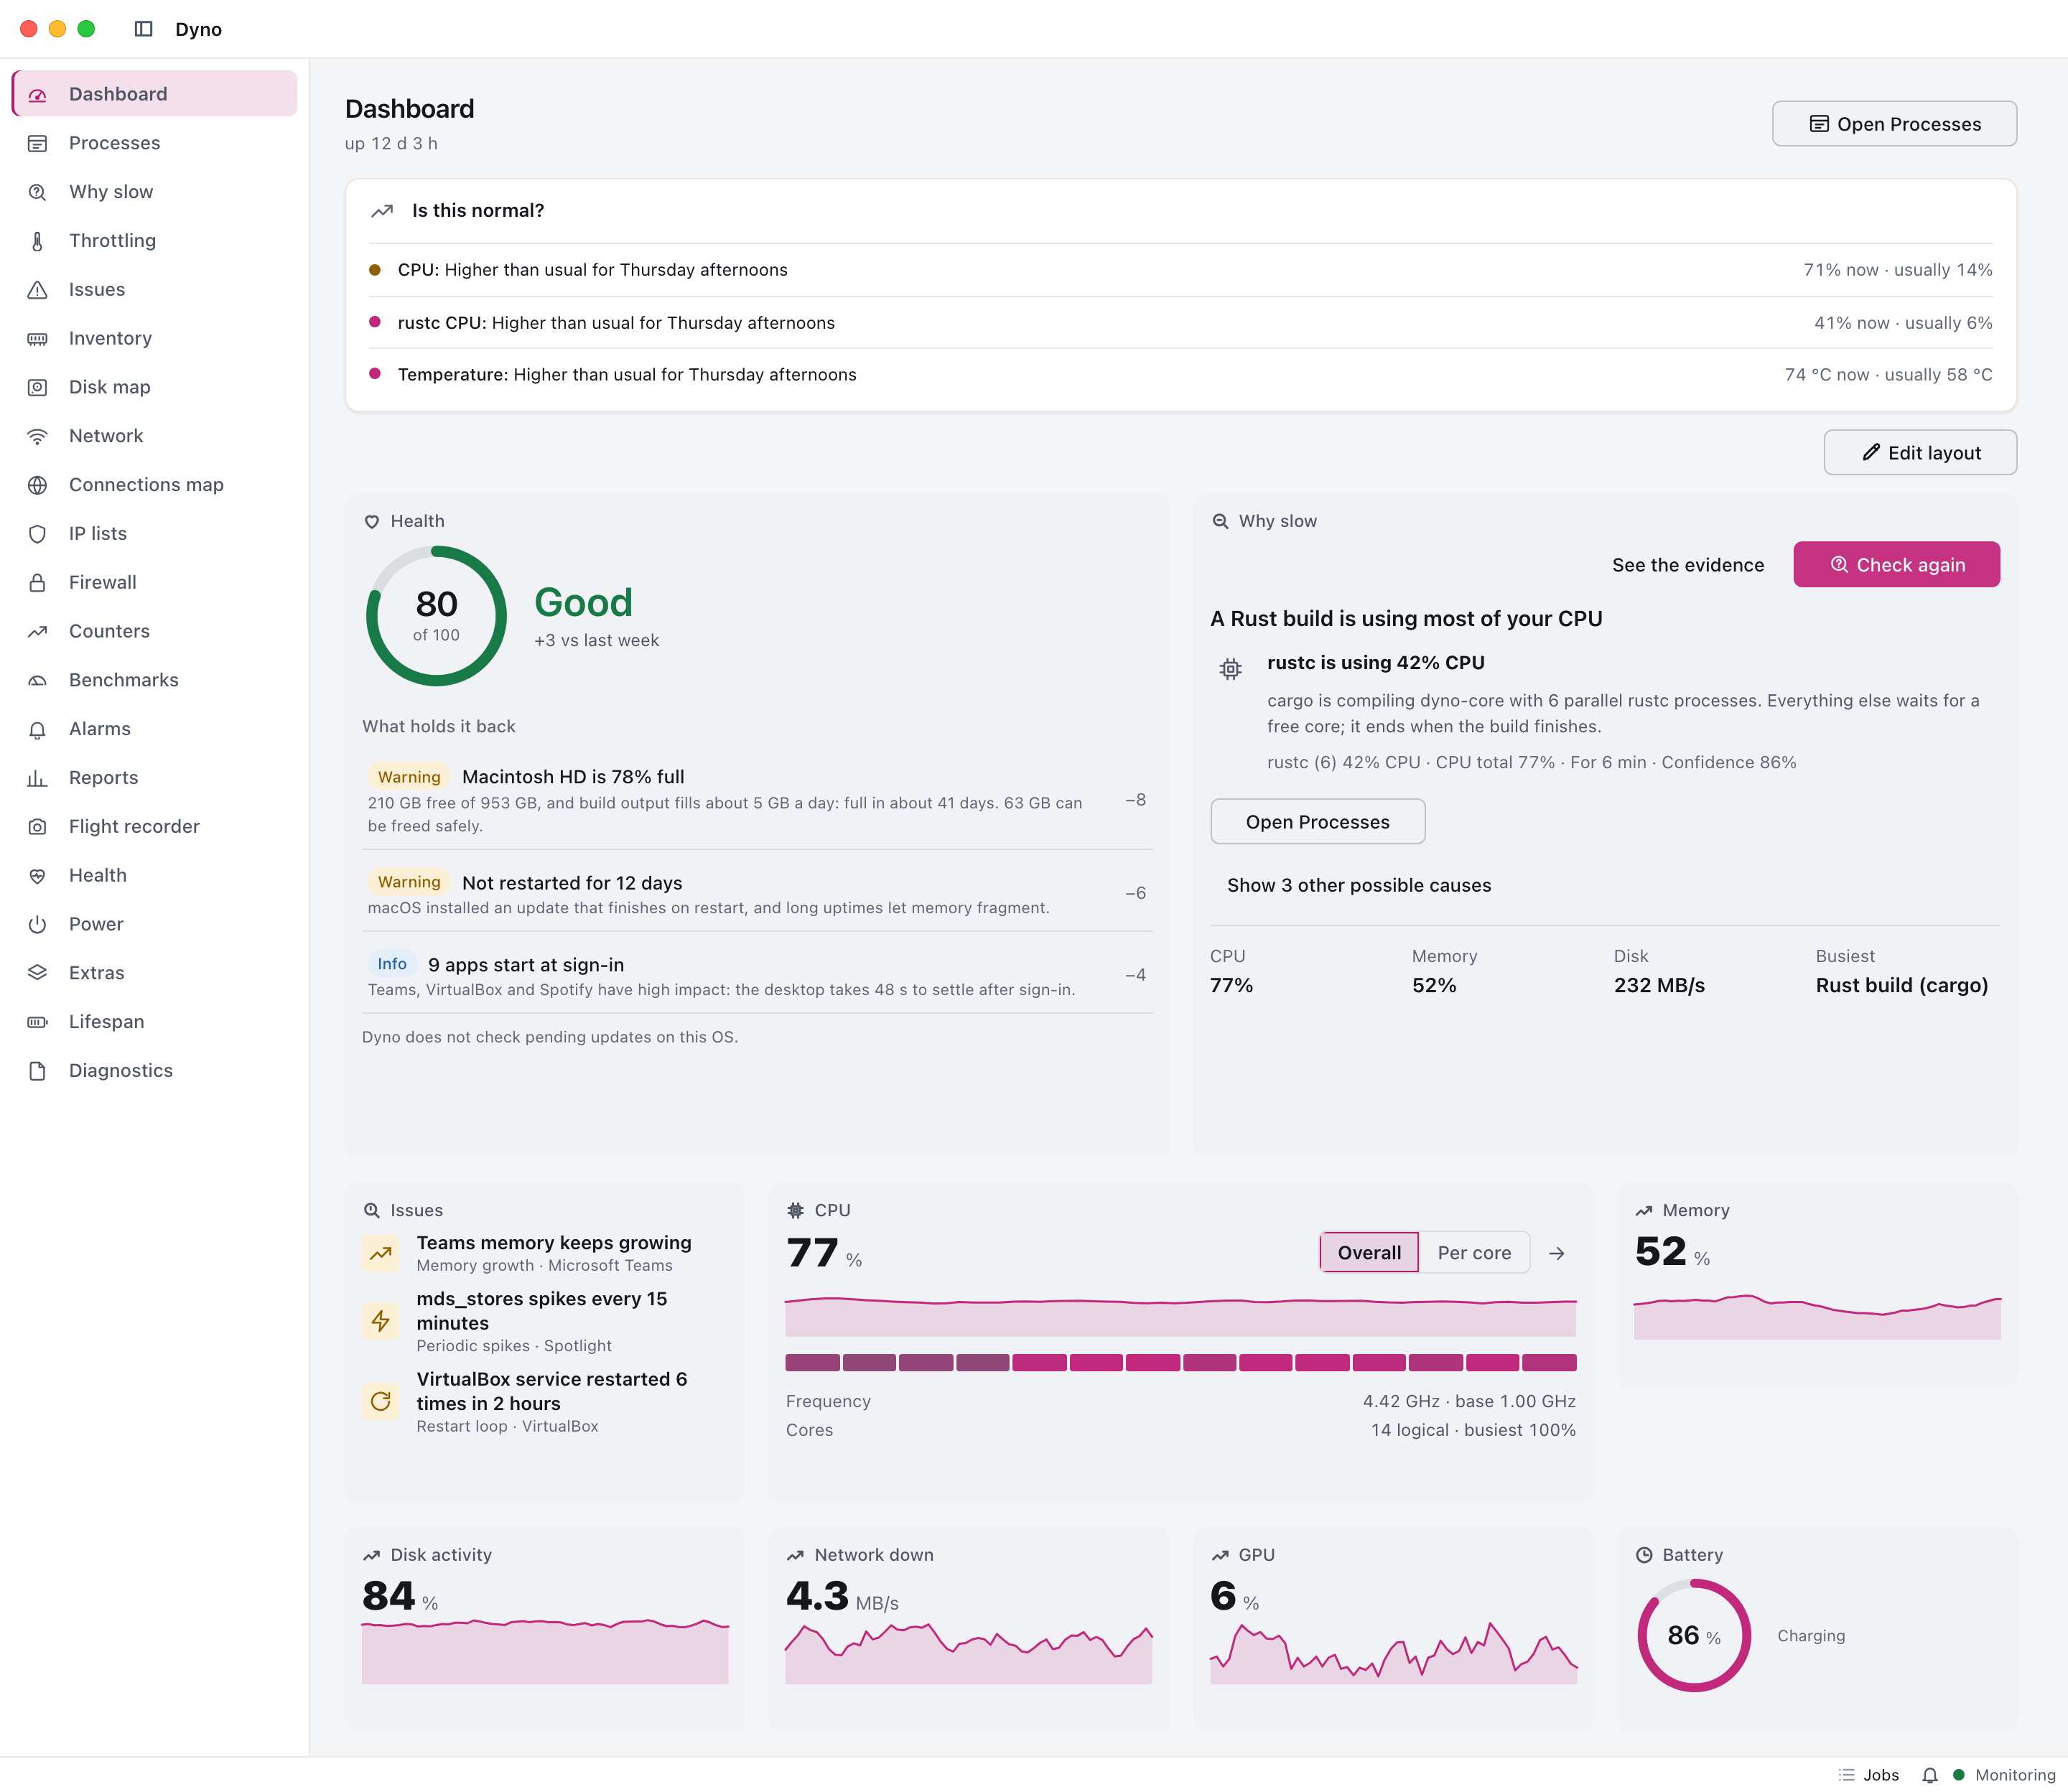 Dyno
Dashboard
Processes
Why slow
Throttling
Issues
Inventory
Disk map
Network
Connections map
IP lists
Firewall
Counters
Benchmarks
Alarms
Reports
Flight recorder
Health
Power
Extras
Lifespan
Diagnostics
Dashboard
up 12 d 3 h
Open Processes
Is this normal?
CPU: Higher than usual for Thursday afternoons
71% now · usually 14%
rustc CPU: Higher than usual for Thursday afternoons
41% now · usually 6%
Temperature: Higher than usual for Thursday afternoons
74 °C now · usually 58 °C
Edit layout
Health
80
of 100
Good
+3 vs last week
What holds it back
Warning Macintosh HD is 78% full
210 GB free of 953 GB, and build output fills about 5 GB a day: full in about 41 days. 63 GB can
be freed safely.
−8
Warning Not restarted for 12 days
macOS installed an update that finishes on restart, and long uptimes let memory fragment.
−6
Info 9 apps start at sign-in
Teams, VirtualBox and Spotify have high impact: the desktop takes 48 s to settle after sign-in.
−4
Dyno does not check pending updates on this OS.
Why slow
See the evidence
Check again
A Rust build is using most of your CPU
rustc is using 42% CPU
cargo is compiling dyno-core with 6 parallel rustc processes. Everything else waits for a
free core; it ends when the build finishes.
rustc (6) 42% CPU · CPU total 77% · For 6 min · Confidence 86%
Open Processes
Show 3 other possible causes
CPU
77%
Memory
52%
Disk
232 MB/s
Busiest
Rust build (cargo)
Issues
Teams memory keeps growing
Memory growth · Microsoft Teams
mds_stores spikes every 15
minutes
Periodic spikes · Spotlight
VirtualBox service restarted 6
times in 2 hours
Restart loop · VirtualBox
CPU
77 %
Overall
Per core
Frequency
4.42 GHz · base 1.00 GHz
Cores
14 logical · busiest 100%
Memory
52 %
Disk activity
84 %
Network down
4.3 MB/s
GPU
6 %
Battery
86 %
Charging
Jobs
Monitoring